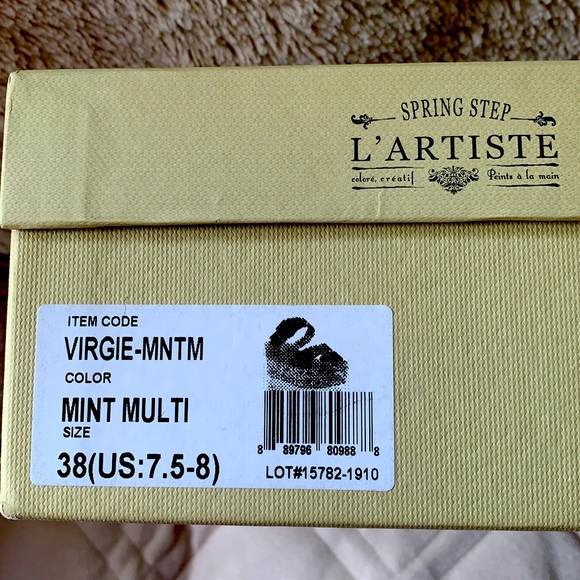 SPRING STEP
L'ARTISTE
coloré, créatif Peints à la main
ITEM CODE
VIRGIE-MNTM
COLOR
MINT MULTI
SIZE
38(US:7.5-8)
8 89796 80988 8
LOT#15782-1910